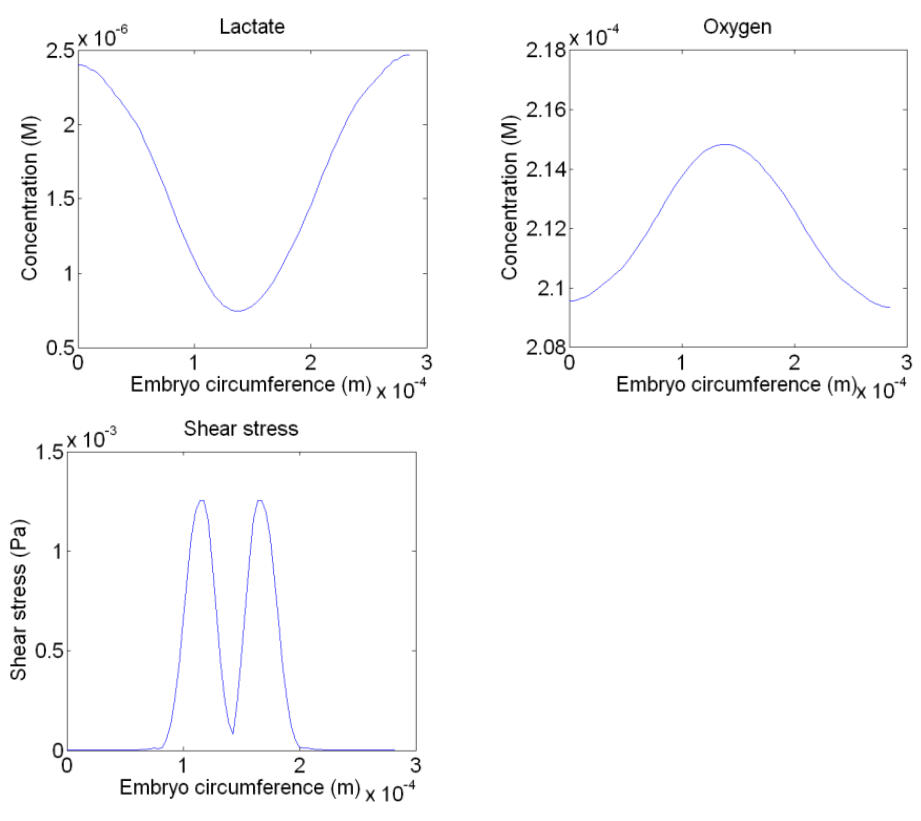 Lactate
x 10-6
2.5
2
1.5
1
0.5
0 1 2 3
Concentration (M)
Embryo circumference (m) x 10-4
Oxygen
x 10-4
2.18
2.16
2.14
2.12
2.1
2.08
0 1 2 3
Concentration (M)
Embryo circumference (m) x 10-4
Shear stress
x 10-3
1.5
1
0.5
0
0 1 2 3
Shear stress (Pa)
Embryo circumference (m) x 10-4